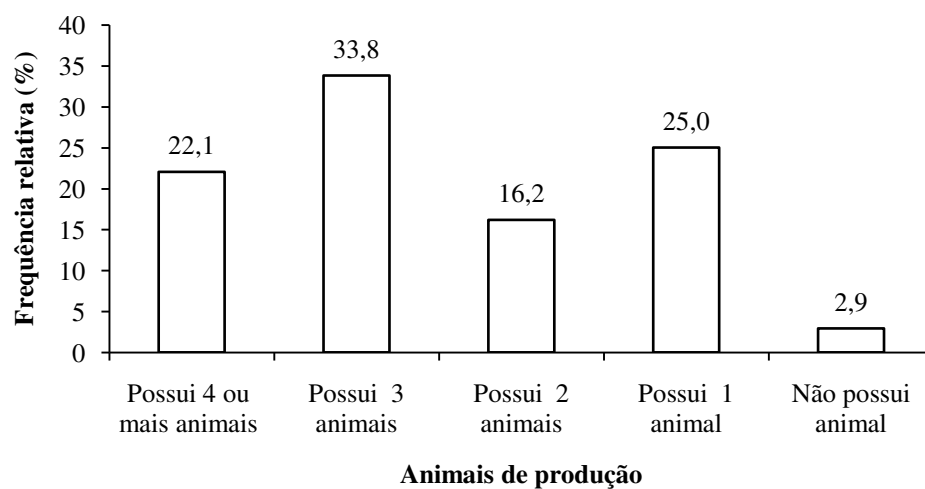 Frequência relativa (%)
40
35
30
25
20
15
10
5
0
22,1
33,8
16,2
25,0
2,9
Possui 4 ou
mais animais
Possui 3
animais
Possui 2
animais
Possui 1
animal
Não possui
animal
Animais de produção